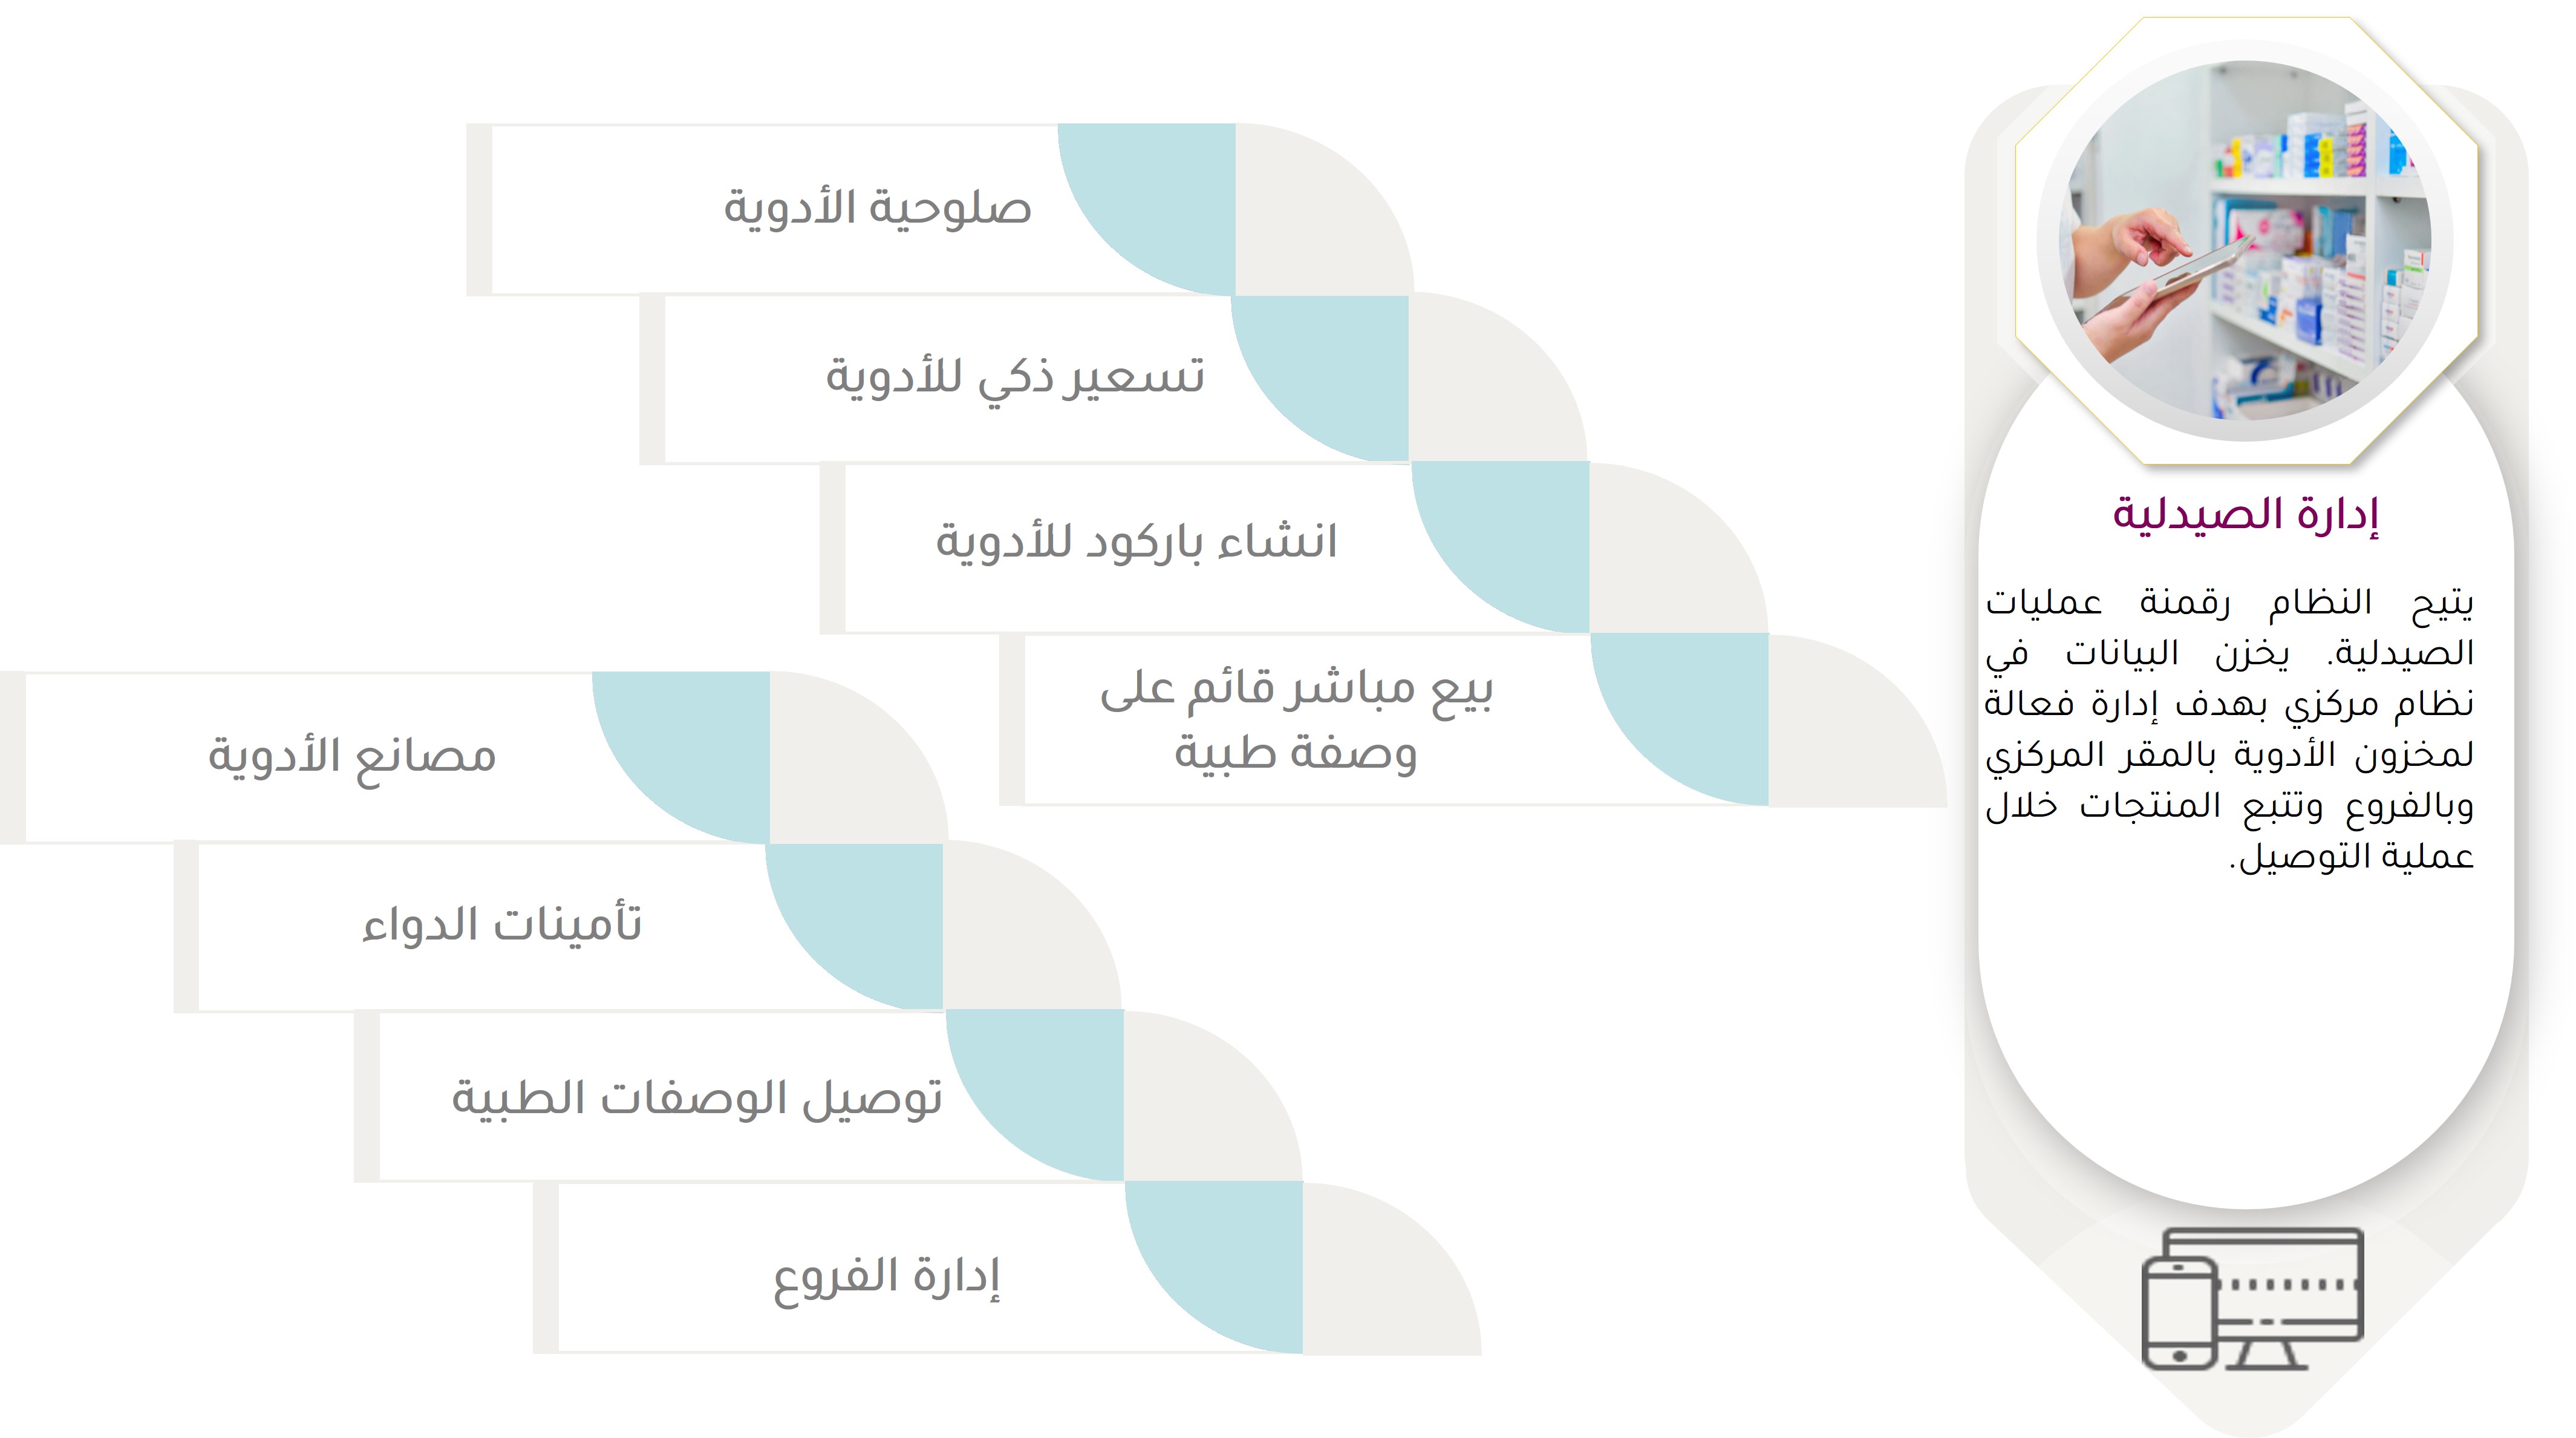 إدارة الصيدلية
يتيح النظام رقمنة عمليات
الصيدلية. يخزن البيانات في
نظام مركزي بهدف إدارة فعالة
لمخزون الأدوية بالمقر المركزي
وبالفروع وتتبع المنتجات خلال
عملية التوصيل.
صلوحية الأدوية
تسعير ذكي للأدوية
انشاء باركود للأدوية
بيع مباشر قائم على
وصفة طبية
مصانع الأدوية
تأمينات الدواء
توصيل الوصفات الطبية
إدارة الفروع